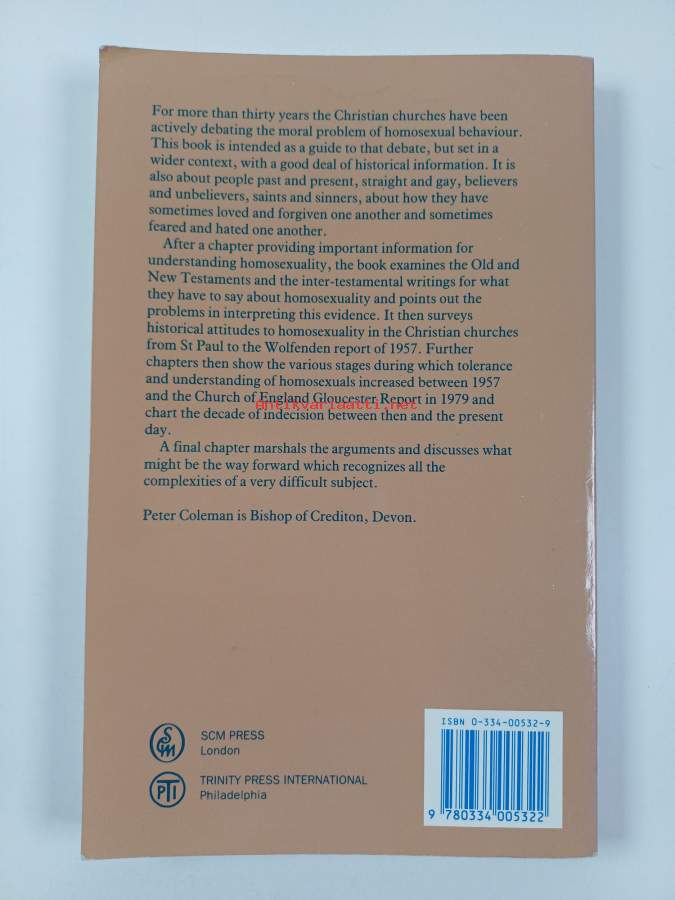 For more than thirty years the Christian churches have been
actively debating the moral problem of homosexual behaviour.
This book is intended as a guide to that debate, but set in a
wider context, with a good deal of historical information. It is
also about people past and present, straight and gay, believers
and unbelievers, saints and sinners, about how they have
sometimes loved and forgiven one another and sometimes
feared and hated one another.
After a chapter providing important information for
understanding homosexuality, the book examines the Old and
New Testaments and the inter-testamental writings for what
they have to say about homosexuality and points out the
problems in interpreting this evidence. It then surveys
historical attitudes to homosexuality in the Christian churches
from St Paul to the Wolfenden report of 1957. Further
chapters then show the various stages during which tolerance
and understanding of homosexuals increased between 1957
and the Church of England Gloucester Report in 1979 and
antikvariaatti.net
chart the decade of indecision between then and the present
day.
A final chapter marshals the arguments and discusses what
might be the way forward which recognizes all the
complexities of a very difficult subject.
Peter Coleman is Bishop of Crediton, Devon.
SCM
SCM PRESS
London
PTI
TRINITY PRESS INTERNATIONAL
Philadelphia
ISBN 0-334-00532-9
9 780334 005322